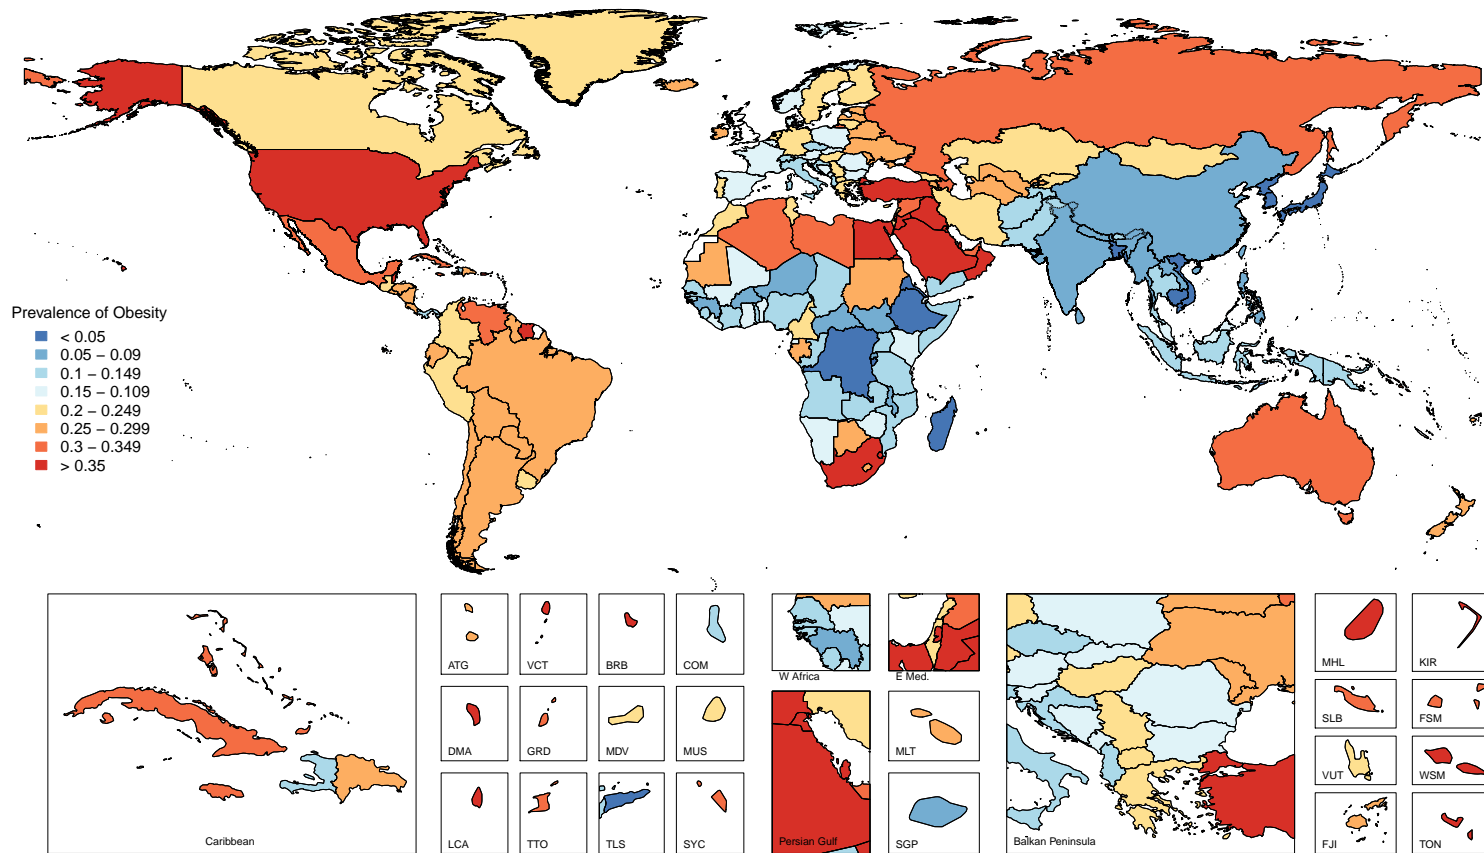 Prevalence of Obesity
< 0.05
0.05 – 0.09
0.1 – 0.149
0.15 – 0.109
0.2 – 0.249
0.25 – 0.299
0.3 – 0.349
> 0.35
Caribbean
ATG
VCT
BRB
COM
DMA
GRD
MDV
MUS
LCA
TTO
TLS
SYC
W Africa
E Med.
Persian Gulf
MLT
SGP
Balkan Peninsula
MHL
KIR
SLB
FSM
VUT
WSM
FJI
TON